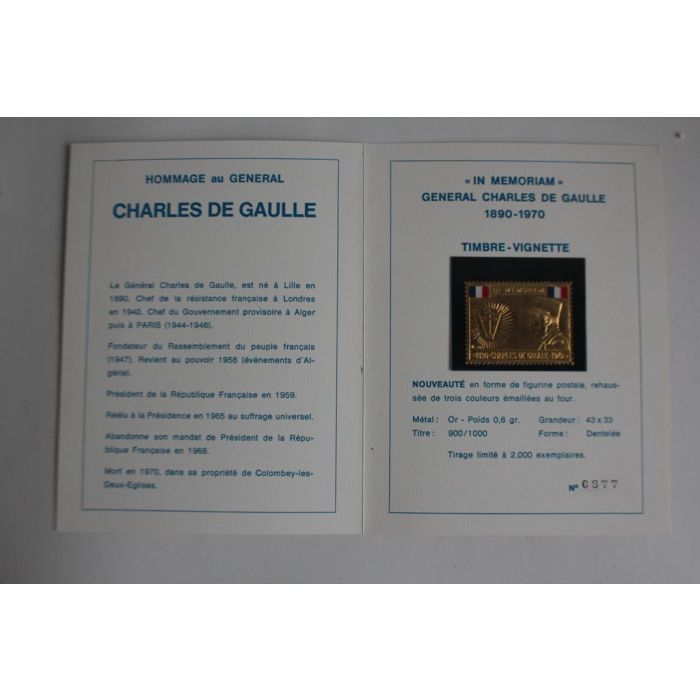 HOMMAGE au GENERAL
CHARLES DE GAULLE
Le Général Charles de Gaulle, est né à Lille en
1890. Chef de la résistance française à Londres
en 1940. Chef du Gouvernement provisoire à Alger
puis à PARIS (1944-1946).
Fondateur du Rassemblement du peuple français
(1947). Revient au pouvoir 1958 (événements d'Al-
gérie).
Président de la République Française en 1959.
Réélu à la Présidence en 1965 au suffrage universel.
Abandonne son mandat de Président de la Répu-
blique Française en 1968.
Mort en 1970, dans sa propriété de Colombey-les-
Deux-Eglises.
« IN MEMORIAM »
GENERAL CHARLES DE GAULLE
1890-1970
TIMBRE-VIGNETTE
IN MEMORIAM
1890 · CHARLES DE GAULLE · 1970
NOUVEAUTÉ en forme de figurine postale, rehaus-
sée de trois couleurs émaillées au four.
Métal : Or - Poids 0,6 gr. Grandeur : 43 x 33
Titre : 900/1000 Forme : Dentelée
Tirage limité à 2.000 exemplaires.
N° 0377